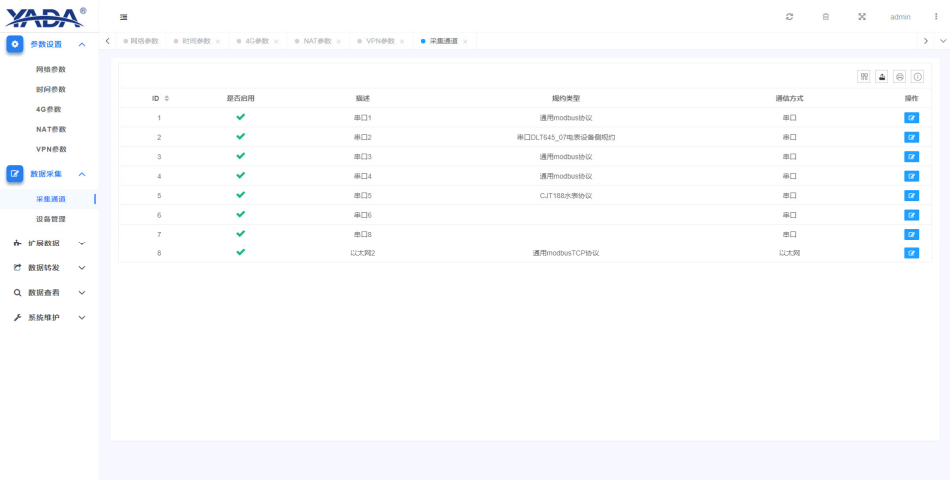 YADA®
admin
网络参数 时间参数 4G参数 NAT参数 VPN参数 采集通道
参数设置
网络参数
时间参数
4G参数
NAT参数
VPN参数
数据采集
采集通道
设备管理
扩展数据
数据转发
数据查看
系统维护
ID 是否启用 描述 规约类型 通信方式 操作
1 串口1 通用modbus协议 串口
2 串口2 串口DLT645_07电表设备侧规约 串口
3 串口3 通用modbus协议 串口
4 串口4 通用modbus协议 串口
5 串口5 CJT188水表协议 串口
6 串口6 串口
7 串口8 串口
8 以太网2 通用modbusTCP协议 以太网